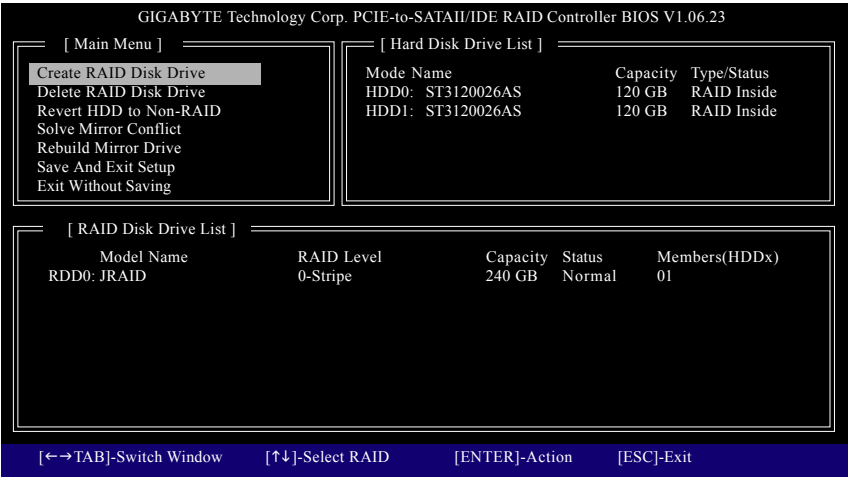 GIGABYTE Technology Corp. PCIE-to-SATAII/IDE RAID Controller BIOS V1.06.23
[ Main Menu ]
Create RAID Disk Drive
Delete RAID Disk Drive
Revert HDD to Non-RAID
Solve Mirror Conflict
Rebuild Mirror Drive
Save And Exit Setup
Exit Without Saving
[ Hard Disk Drive List ]
Mode Name Capacity Type/Status
HDD0: ST3120026AS 120 GB RAID Inside
HDD1: ST3120026AS 120 GB RAID Inside
[ RAID Disk Drive List ]
Model Name RAID Level Capacity Status Members(HDDx)
RDD0: JRAID 0-Stripe 240 GB Normal 01
[←→TAB]-Switch Window [↑↓]-Select RAID [ENTER]-Action [ESC]-Exit